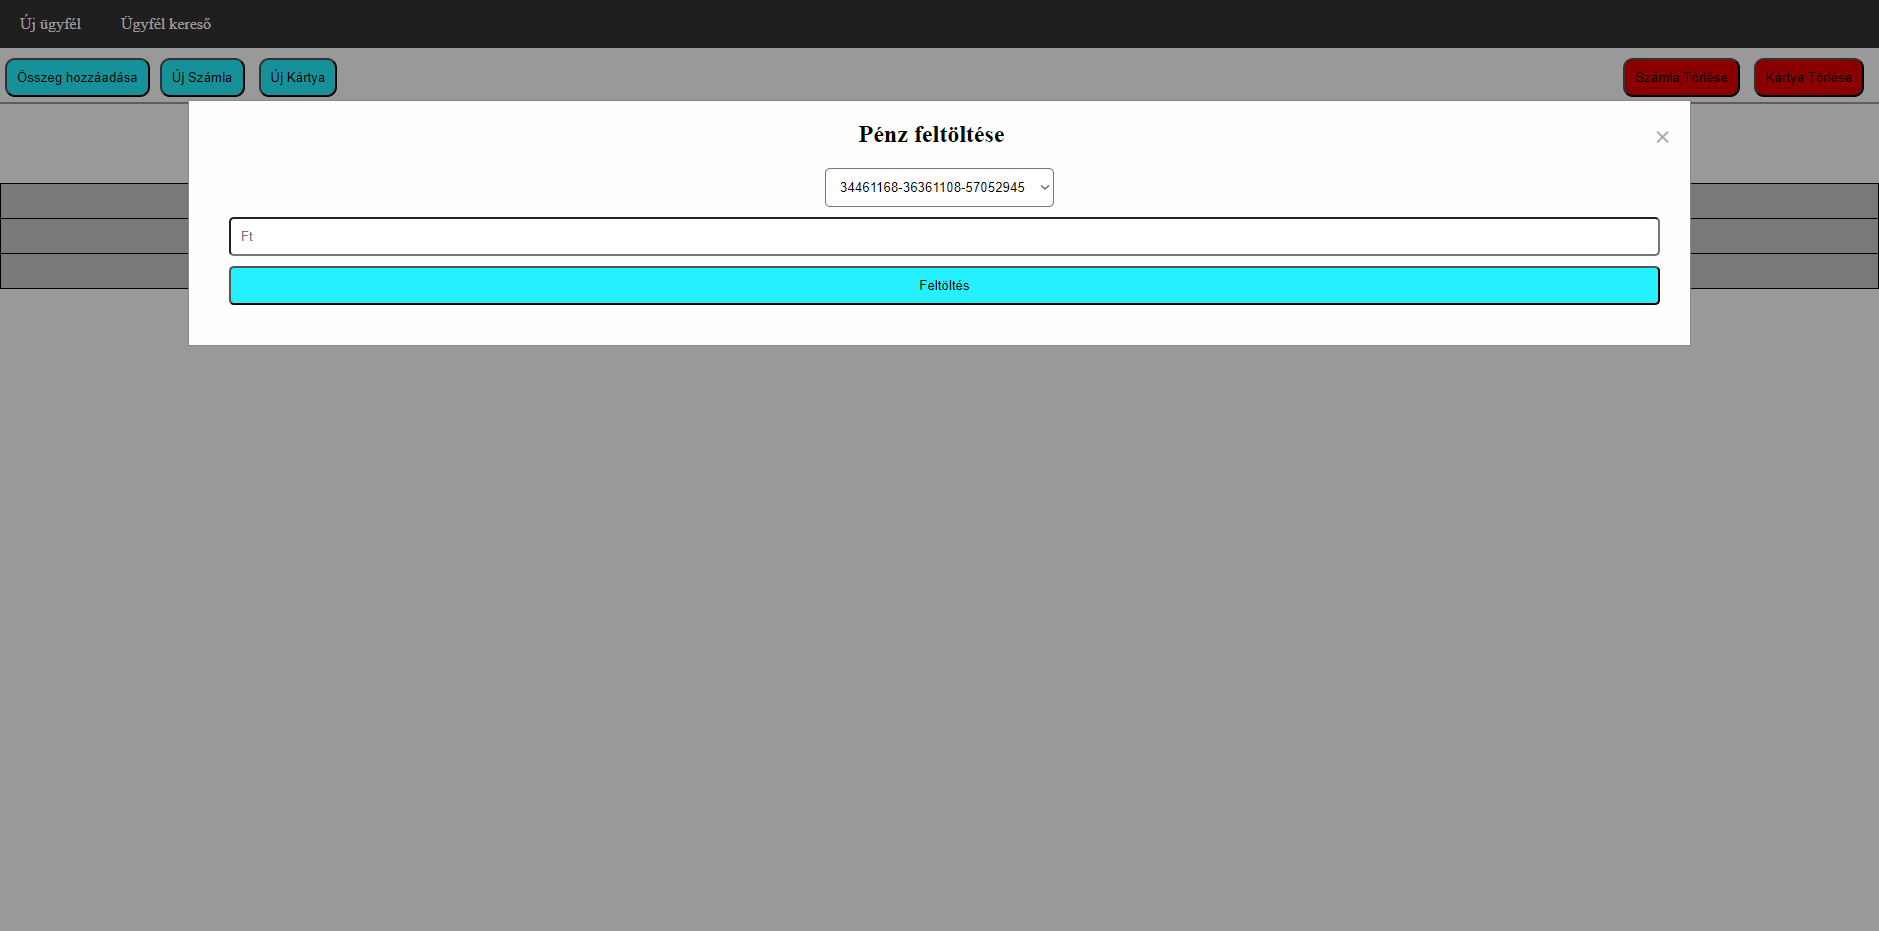 Új ügyfél Ügyfél kereső
Összeg hozzáadása Új Számla Új Kártya Számla Törlése Kártya Törlése
Pénz feltöltése ×
34461168-36361108-57052945
Ft
Feltöltés